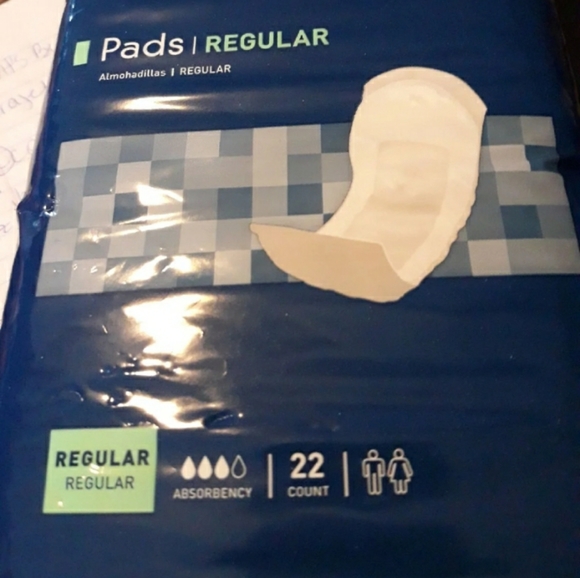 Pads | REGULAR
Almohadillas | REGULAR
REGULAR
REGULAR
ABSORBENCY
22
COUNT